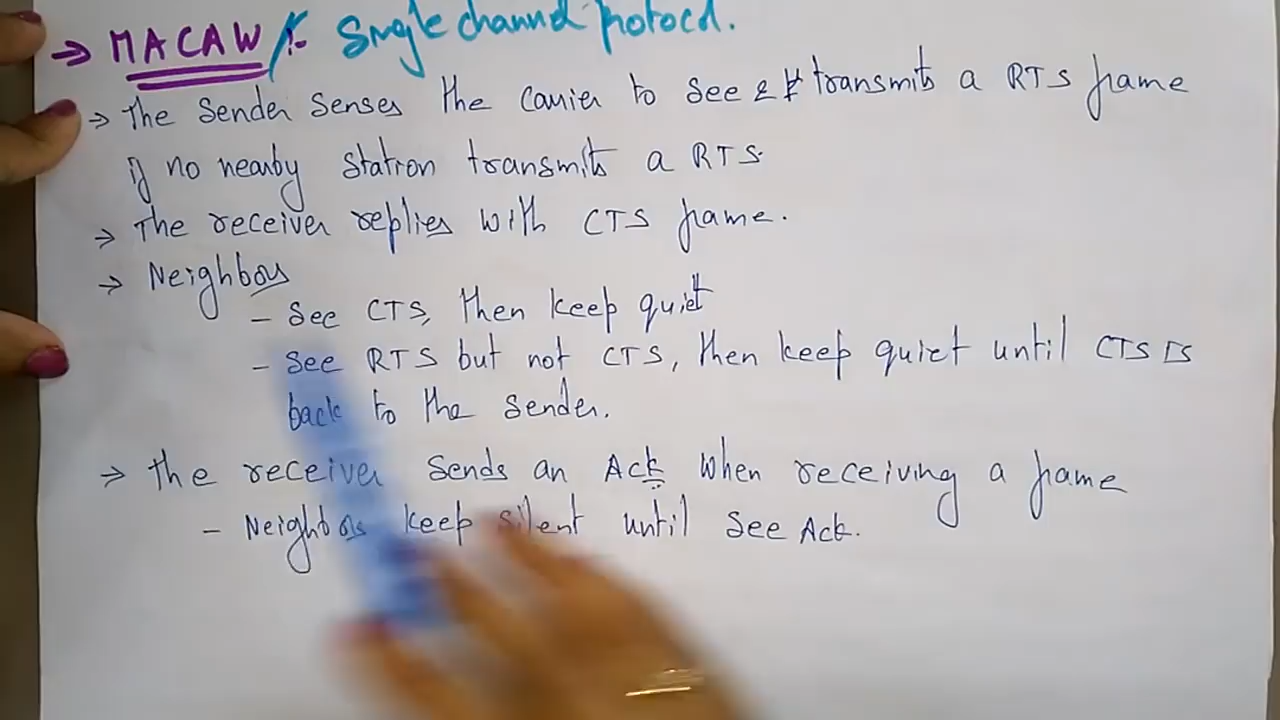 → MACAW :- Single channel protocol.
→ The Sender Senses the carrier to see & transmits a RTS frame
if no nearby station transmits a RTS.
→ The receiver replies with CTS frame.
→ Neighbors
- See CTS, then keep quiet
- See RTS but not CTS, then keep quiet until CTS is
back to the sender.
→ the receiver sends an Ack when receiving a frame
- Neighbors keep silent until see Ack.